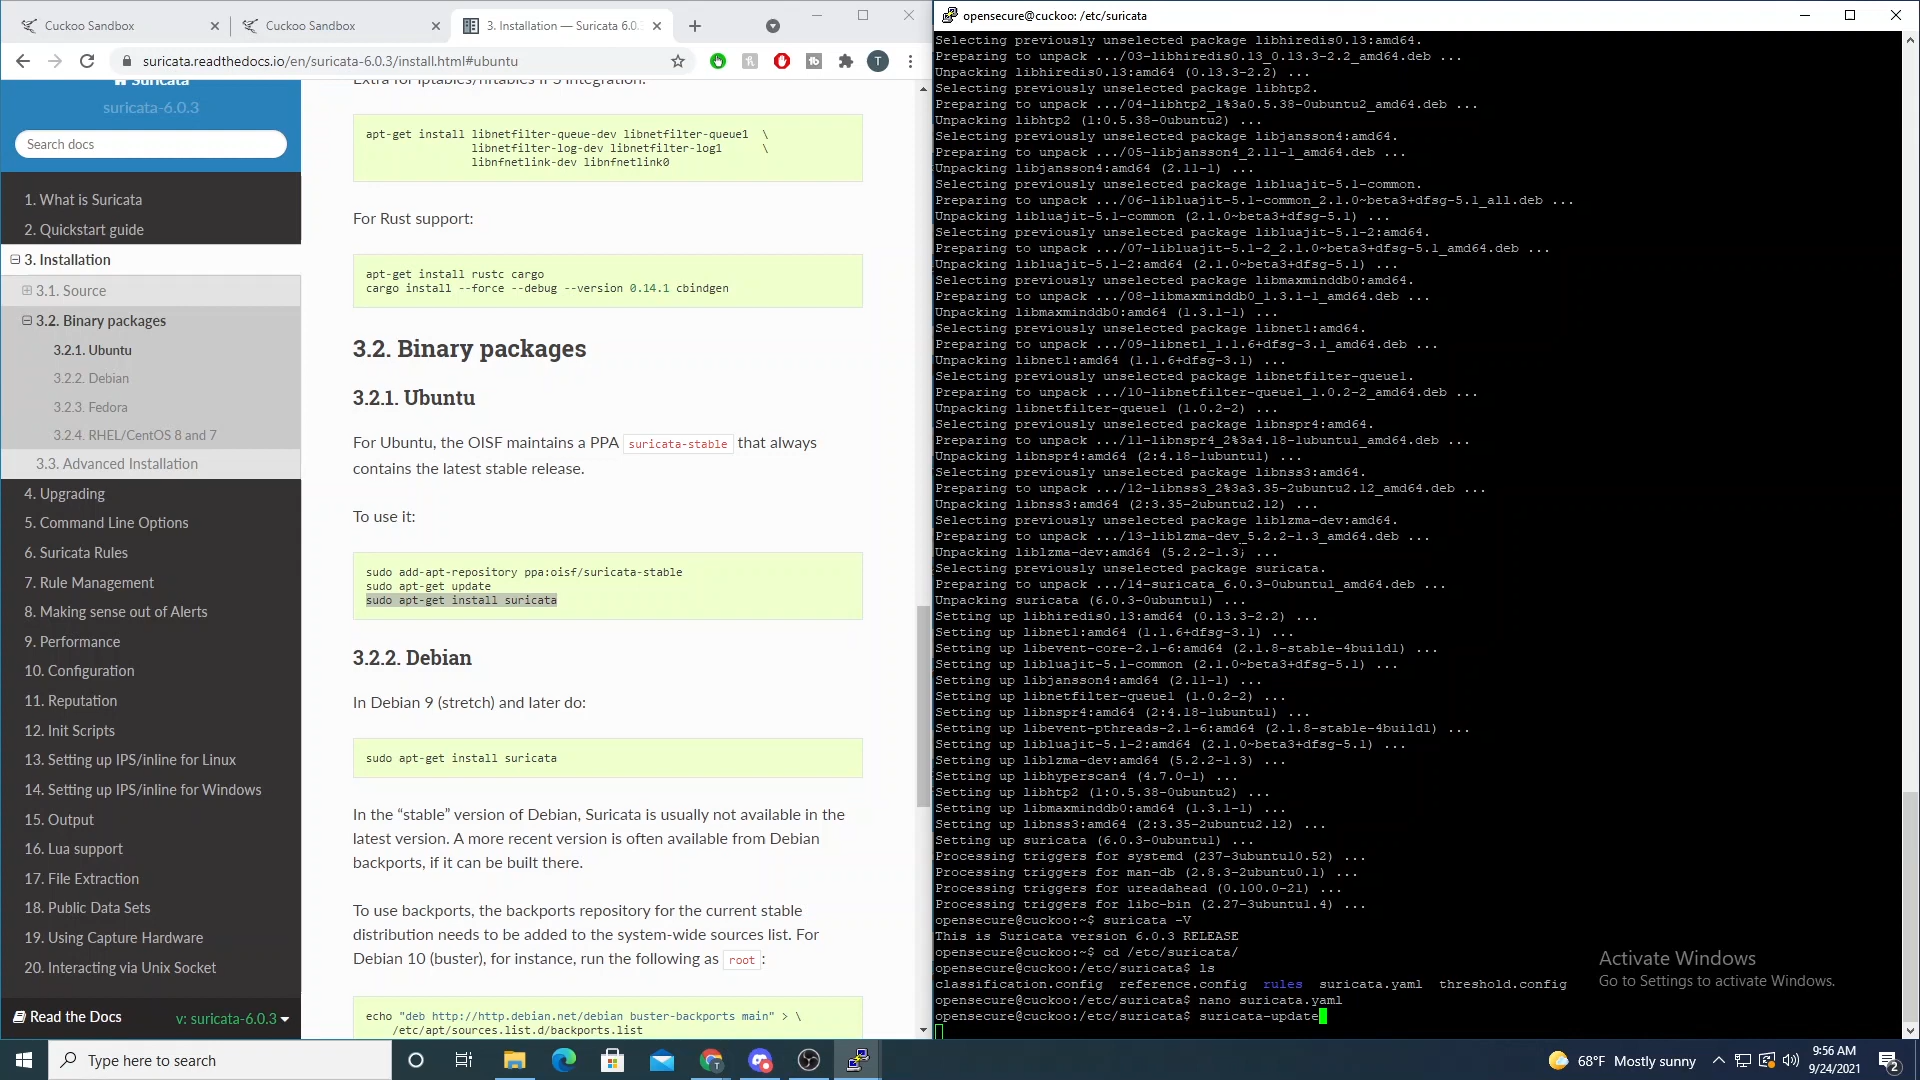 Cuckoo Sandbox
Cuckoo Sandbox
3. Installation — Suricata 6.0.
suricata.readthedocs.io/en/suricata-6.0.3/install.html#ubuntu
T
Suricata
suricata-6.0.3
Search docs
1. What is Suricata
2. Quickstart guide
3. Installation
3.1. Source
3.2. Binary packages
3.2.1. Ubuntu
3.2.2. Debian
3.2.3. Fedora
3.2.4. RHEL/CentOS 8 and 7
3.3. Advanced Installation
4. Upgrading
5. Command Line Options
6. Suricata Rules
7. Rule Management
8. Making sense out of Alerts
9. Performance
10. Configuration
11. Reputation
12. Init Scripts
13. Setting up IPS/inline for Linux
14. Setting up IPS/inline for Windows
15. Output
16. Lua support
17. File Extraction
18. Public Data Sets
19. Using Capture Hardware
20. Interacting via Unix Socket
Read the Docs
v: suricata-6.0.3
Extra for iptables/nftables IPS integration:
apt-get install libnetfilter-queue-dev libnetfilter-queue1 \
libnetfilter-log-dev libnetfilter-log1 \
libnfnetlink-dev libnfnetlink0
For Rust support:
apt-get install rustc cargo
cargo install --force --debug --version 0.14.1 cbindgen
3.2. Binary packages
3.2.1. Ubuntu
For Ubuntu, the OISF maintains a PPA suricata-stable that always
contains the latest stable release.
To use it:
sudo add-apt-repository ppa:oisf/suricata-stable
sudo apt-get update
sudo apt-get install suricata
3.2.2. Debian
In Debian 9 (stretch) and later do:
sudo apt-get install suricata
In the “stable” version of Debian, Suricata is usually not available in the
latest version. A more recent version is often available from Debian
backports, if it can be built there.
To use backports, the backports repository for the current stable
distribution needs to be added to the system-wide sources list. For
Debian 10 (buster), for instance, run the following as root :
echo "deb http://http.debian.net/debian buster-backports main" > \
/etc/apt/sources.list.d/backports.list
opensecure@cuckoo: /etc/suricata
Selecting previously unselected package libhiredis0.13:amd64.
Preparing to unpack .../03-libhiredis0.13_0.13.3-2.2_amd64.deb ...
Unpacking libhiredis0.13:amd64 (0.13.3-2.2) ...
Selecting previously unselected package libhtp2.
Preparing to unpack .../04-libhtp2_1%3a0.5.38-0ubuntu2_amd64.deb ...
Unpacking libhtp2 (1:0.5.38-0ubuntu2) ...
Selecting previously unselected package libjansson4:amd64.
Preparing to unpack .../05-libjansson4_2.11-1_amd64.deb ...
Unpacking libjansson4:amd64 (2.11-1) ...
Selecting previously unselected package libluajit-5.1-common.
Preparing to unpack .../06-libluajit-5.1-common_2.1.0~beta3+dfsg-5.1_all.deb ...
Unpacking libluajit-5.1-common (2.1.0~beta3+dfsg-5.1) ...
Selecting previously unselected package libluajit-5.1-2:amd64.
Preparing to unpack .../07-libluajit-5.1-2_2.1.0~beta3+dfsg-5.1_amd64.deb ...
Unpacking libluajit-5.1-2:amd64 (2.1.0~beta3+dfsg-5.1) ...
Selecting previously unselected package libmaxminddb0:amd64.
Preparing to unpack .../08-libmaxminddb0_1.3.1-1_amd64.deb ...
Unpacking libmaxminddb0:amd64 (1.3.1-1) ...
Selecting previously unselected package libnet1:amd64.
Preparing to unpack .../09-libnet1_1.1.6+dfsg-3.1_amd64.deb ...
Unpacking libnet1:amd64 (1.1.6+dfsg-3.1) ...
Selecting previously unselected package libnetfilter-queue1.
Preparing to unpack .../10-libnetfilter-queue1_1.0.2-2_amd64.deb ...
Unpacking libnetfilter-queue1 (1.0.2-2) ...
Selecting previously unselected package libnspr4:amd64.
Preparing to unpack .../11-libnspr4_2%3a4.18-1ubuntu1_amd64.deb ...
Unpacking libnspr4:amd64 (2:4.18-1ubuntu1) ...
Selecting previously unselected package libnss3:amd64.
Preparing to unpack .../12-libnss3_2%3a3.35-2ubuntu2.12_amd64.deb ...
Unpacking libnss3:amd64 (2:3.35-2ubuntu2.12) ...
Selecting previously unselected package liblzma-dev:amd64.
Preparing to unpack .../13-liblzma-dev_5.2.2-1.3_amd64.deb ...
Unpacking liblzma-dev:amd64 (5.2.2-1.3) ...
Selecting previously unselected package suricata.
Preparing to unpack .../14-suricata_6.0.3-0ubuntu1_amd64.deb ...
Unpacking suricata (6.0.3-0ubuntu1) ...
Setting up libhiredis0.13:amd64 (0.13.3-2.2) ...
Setting up libnet1:amd64 (1.1.6+dfsg-3.1) ...
Setting up libevent-core-2.1-6:amd64 (2.1.8-stable-4build1) ...
Setting up libluajit-5.1-common (2.1.0~beta3+dfsg-5.1) ...
Setting up libjansson4:amd64 (2.11-1) ...
Setting up libnetfilter-queue1 (1.0.2-2) ...
Setting up libnspr4:amd64 (2:4.18-1ubuntu1) ...
Setting up libevent-pthreads-2.1-6:amd64 (2.1.8-stable-4build1) ...
Setting up libluajit-5.1-2:amd64 (2.1.0~beta3+dfsg-5.1) ...
Setting up liblzma-dev:amd64 (5.2.2-1.3) ...
Setting up libhyperscan4 (4.7.0-1) ...
Setting up libhtp2 (1:0.5.38-0ubuntu2) ...
Setting up libmaxminddb0:amd64 (1.3.1-1) ...
Setting up libnss3:amd64 (2:3.35-2ubuntu2.12) ...
Setting up suricata (6.0.3-0ubuntu1) ...
Processing triggers for systemd (237-3ubuntu10.52) ...
Processing triggers for man-db (2.8.3-2ubuntu0.1) ...
Processing triggers for ureadahead (0.100.0-21) ...
Processing triggers for libc-bin (2.27-3ubuntu1.4) ...
opensecure@cuckoo:~$ suricata -V
This is Suricata version 6.0.3 RELEASE
opensecure@cuckoo:~$ cd /etc/suricata/
opensecure@cuckoo:/etc/suricata$ ls
classification.config reference.config rules suricata.yaml threshold.config
opensecure@cuckoo:/etc/suricata$ nano suricata.yaml
opensecure@cuckoo:/etc/suricata$ suricata-update
Activate Windows
Go to Settings to activate Windows.
Type here to search
68°F Mostly sunny
9:56 AM
9/24/2021
2